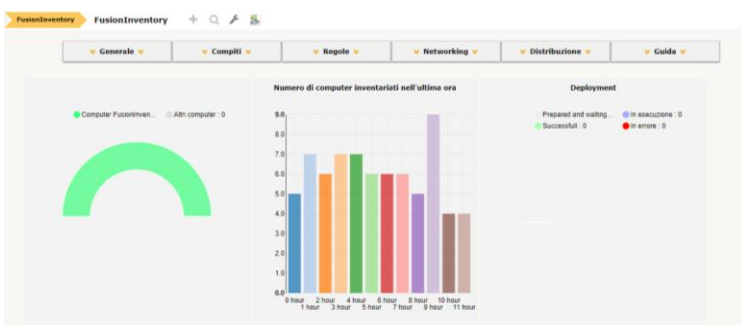 FusionInventory FusionInventory
Generale Compiti Regole Networking Distribuzione Guida
Numero di computer inventariati nell'ultima ora
Deployment
Computer FusionInven... Altri computer : 0
Prepared and waiting... In esecuzione : 0
Successfull : 0 In errore : 0
9.0
8.0
7.0
6.0
5.0
4.0
3.0
2.0
1.0
0.0
0 hour 2 hour 4 hour 6 hour 8 hour 10 hour
1 hour 3 hour 5 hour 7 hour 9 hour 11 hour